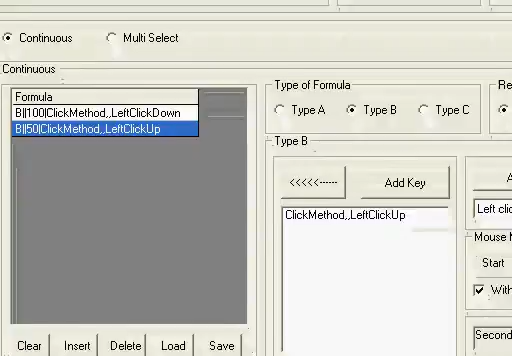 Continuous Multi Select
Continuous
Formula
B||100|ClickMethod,,LeftClickDown
B||50|ClickMethod,,LeftClickUp
Type of Formula
Type A Type B Type C
Type B
<<<<<------ Add Key
ClickMethod,,LeftClickUp
Left clic
Mouse
Start
With
Second
Clear Insert Delete Load Save